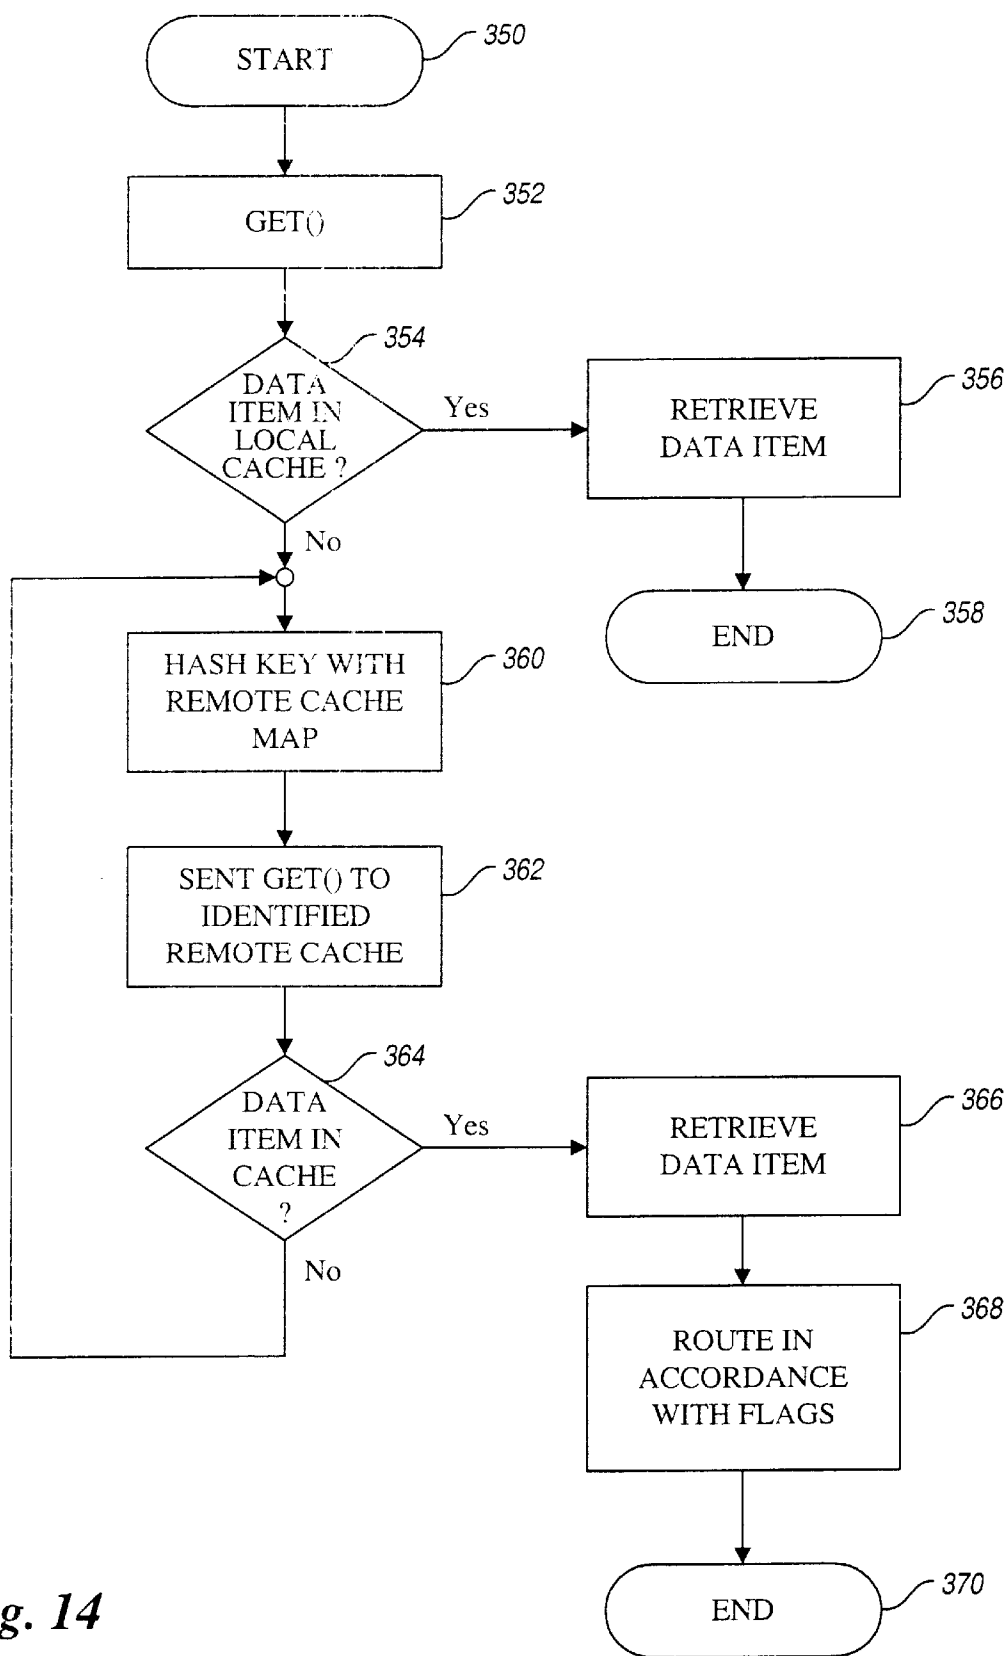 START
350
GET()
352
354
DATA
ITEM IN
LOCAL
CACHE ?
Yes
RETRIEVE
DATA ITEM
356
No
END
358
HASH KEY WITH
REMOTE CACHE
MAP
360
SENT GET() TO
IDENTIFIED
REMOTE CACHE
362
364
DATA
ITEM IN
CACHE
?
Yes
RETRIEVE
DATA ITEM
366
No
ROUTE IN
ACCORDANCE
WITH FLAGS
368
END
370
g. 14